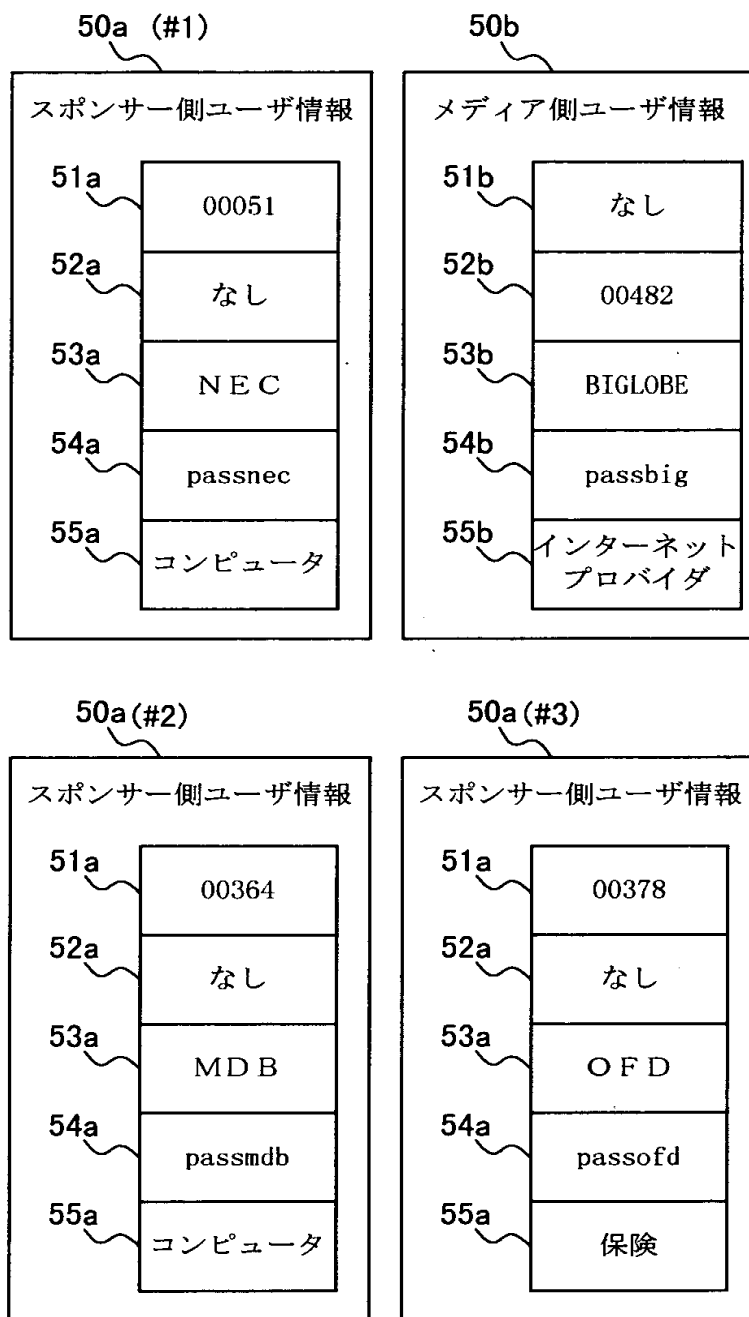 50a (#1)
スポンサー側ユーザ情報
51a
00051
52a
なし
53a
ＮＥＣ
54a
passnec
55a
コンピュータ
50b
メディア側ユーザ情報
51b
なし
52b
00482
53b
BIGLOBE
54b
passbig
55b
インターネット
プロバイダ
50a(#2)
スポンサー側ユーザ情報
51a
00364
52a
なし
53a
ＭＤＢ
54a
passmdb
55a
コンピュータ
50a(#3)
スポンサー側ユーザ情報
51a
00378
52a
なし
53a
ＯＦＤ
54a
passofd
55a
保険